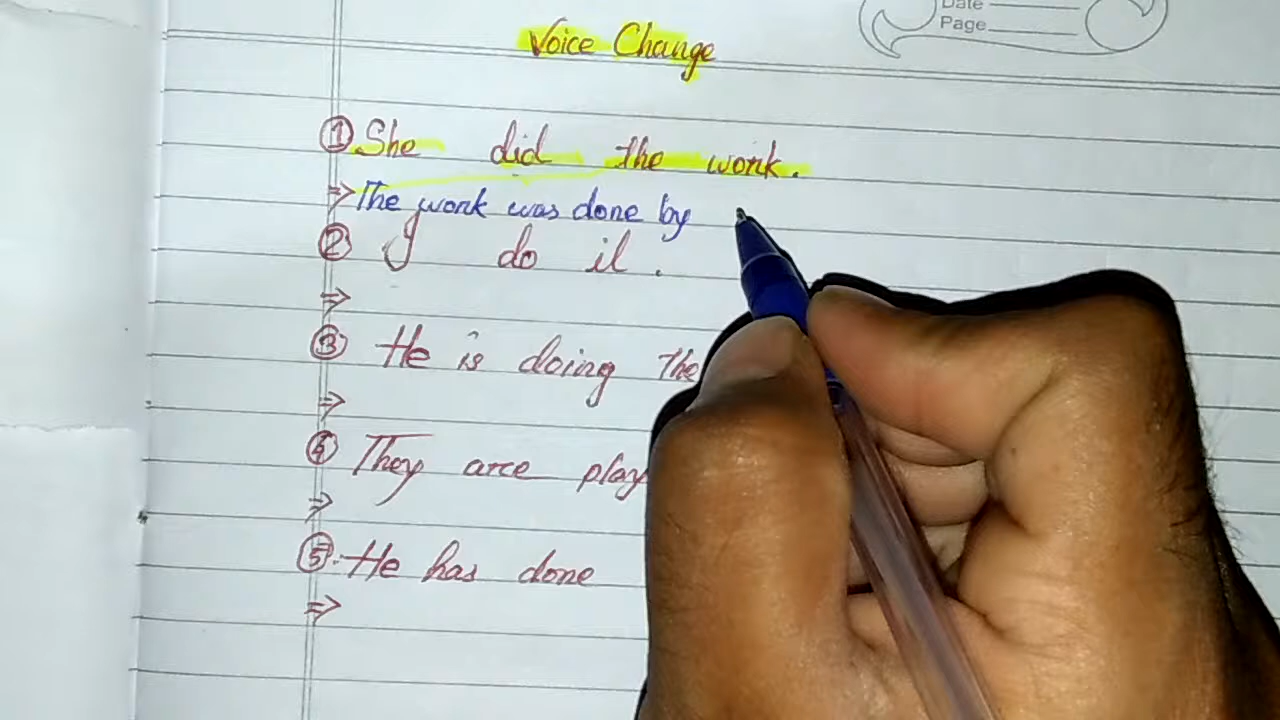 Date
Page
Voice Change
① She did the work.
⇒ The work was done by
② I do it.
⇒
③ He is doing the
⇒
④ They are play
⇒
⑤ He has done
⇒